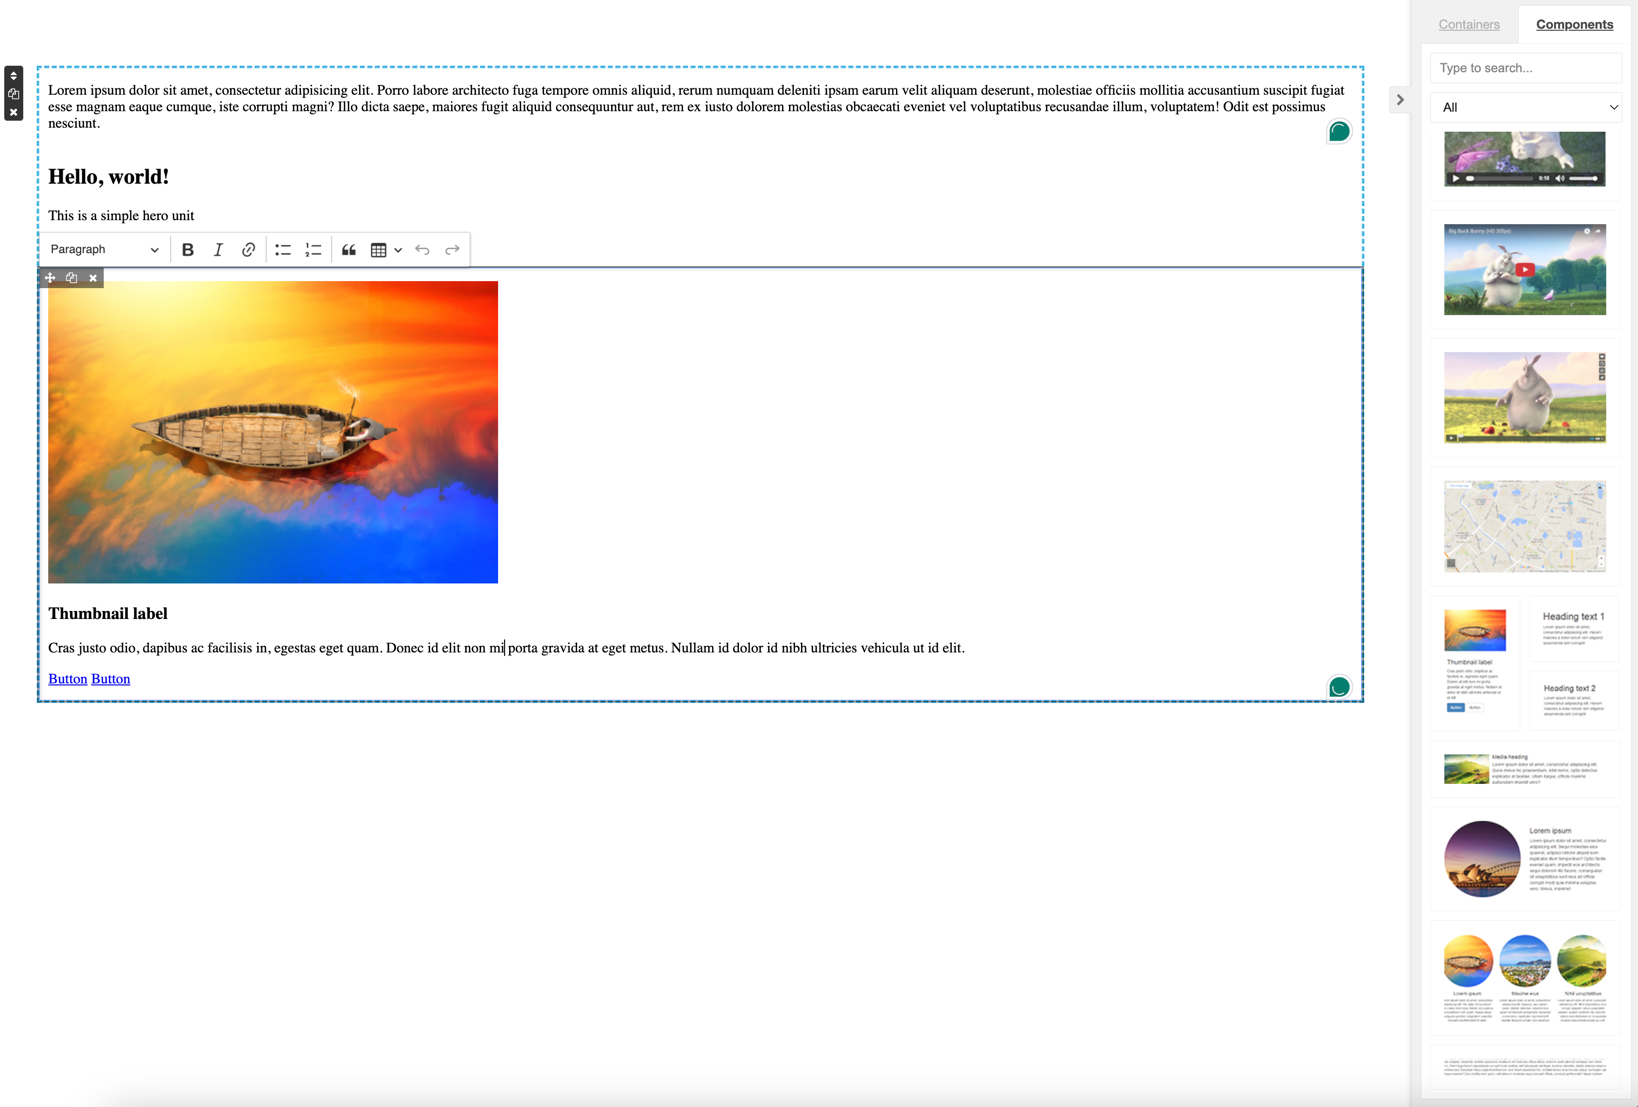 Containers
Components
Type to search...
All
Lorem ipsum dolor sit amet, consectetur adipisicing elit. Porro labore architecto fuga tempore omnis aliquid, rerum numquam deleniti ipsam earum velit aliquam deserunt, molestiae officiis mollitia accusantium suscipit fugiat
esse magnam eaque cumque, iste corrupti magni? Illo dicta saepe, maiores fugit aliquid consequuntur aut, rem ex iusto dolorem molestias obcaecati eveniet vel voluptatibus recusandae illum, voluptatem! Odit est possimus
nesciunt.
Hello, world!
This is a simple hero unit
Paragraph
Thumbnail label
Cras justo odio, dapibus ac facilisis in, egestas eget quam. Donec id elit non mi porta gravida at eget metus. Nullam id dolor id nibh ultricies vehicula ut id elit.
Button Button
Big Buck Bunny
Thumbnail label
Button Button
Heading text 1
Heading text 2
Media heading
Lorem ipsum
Lorem ipsum